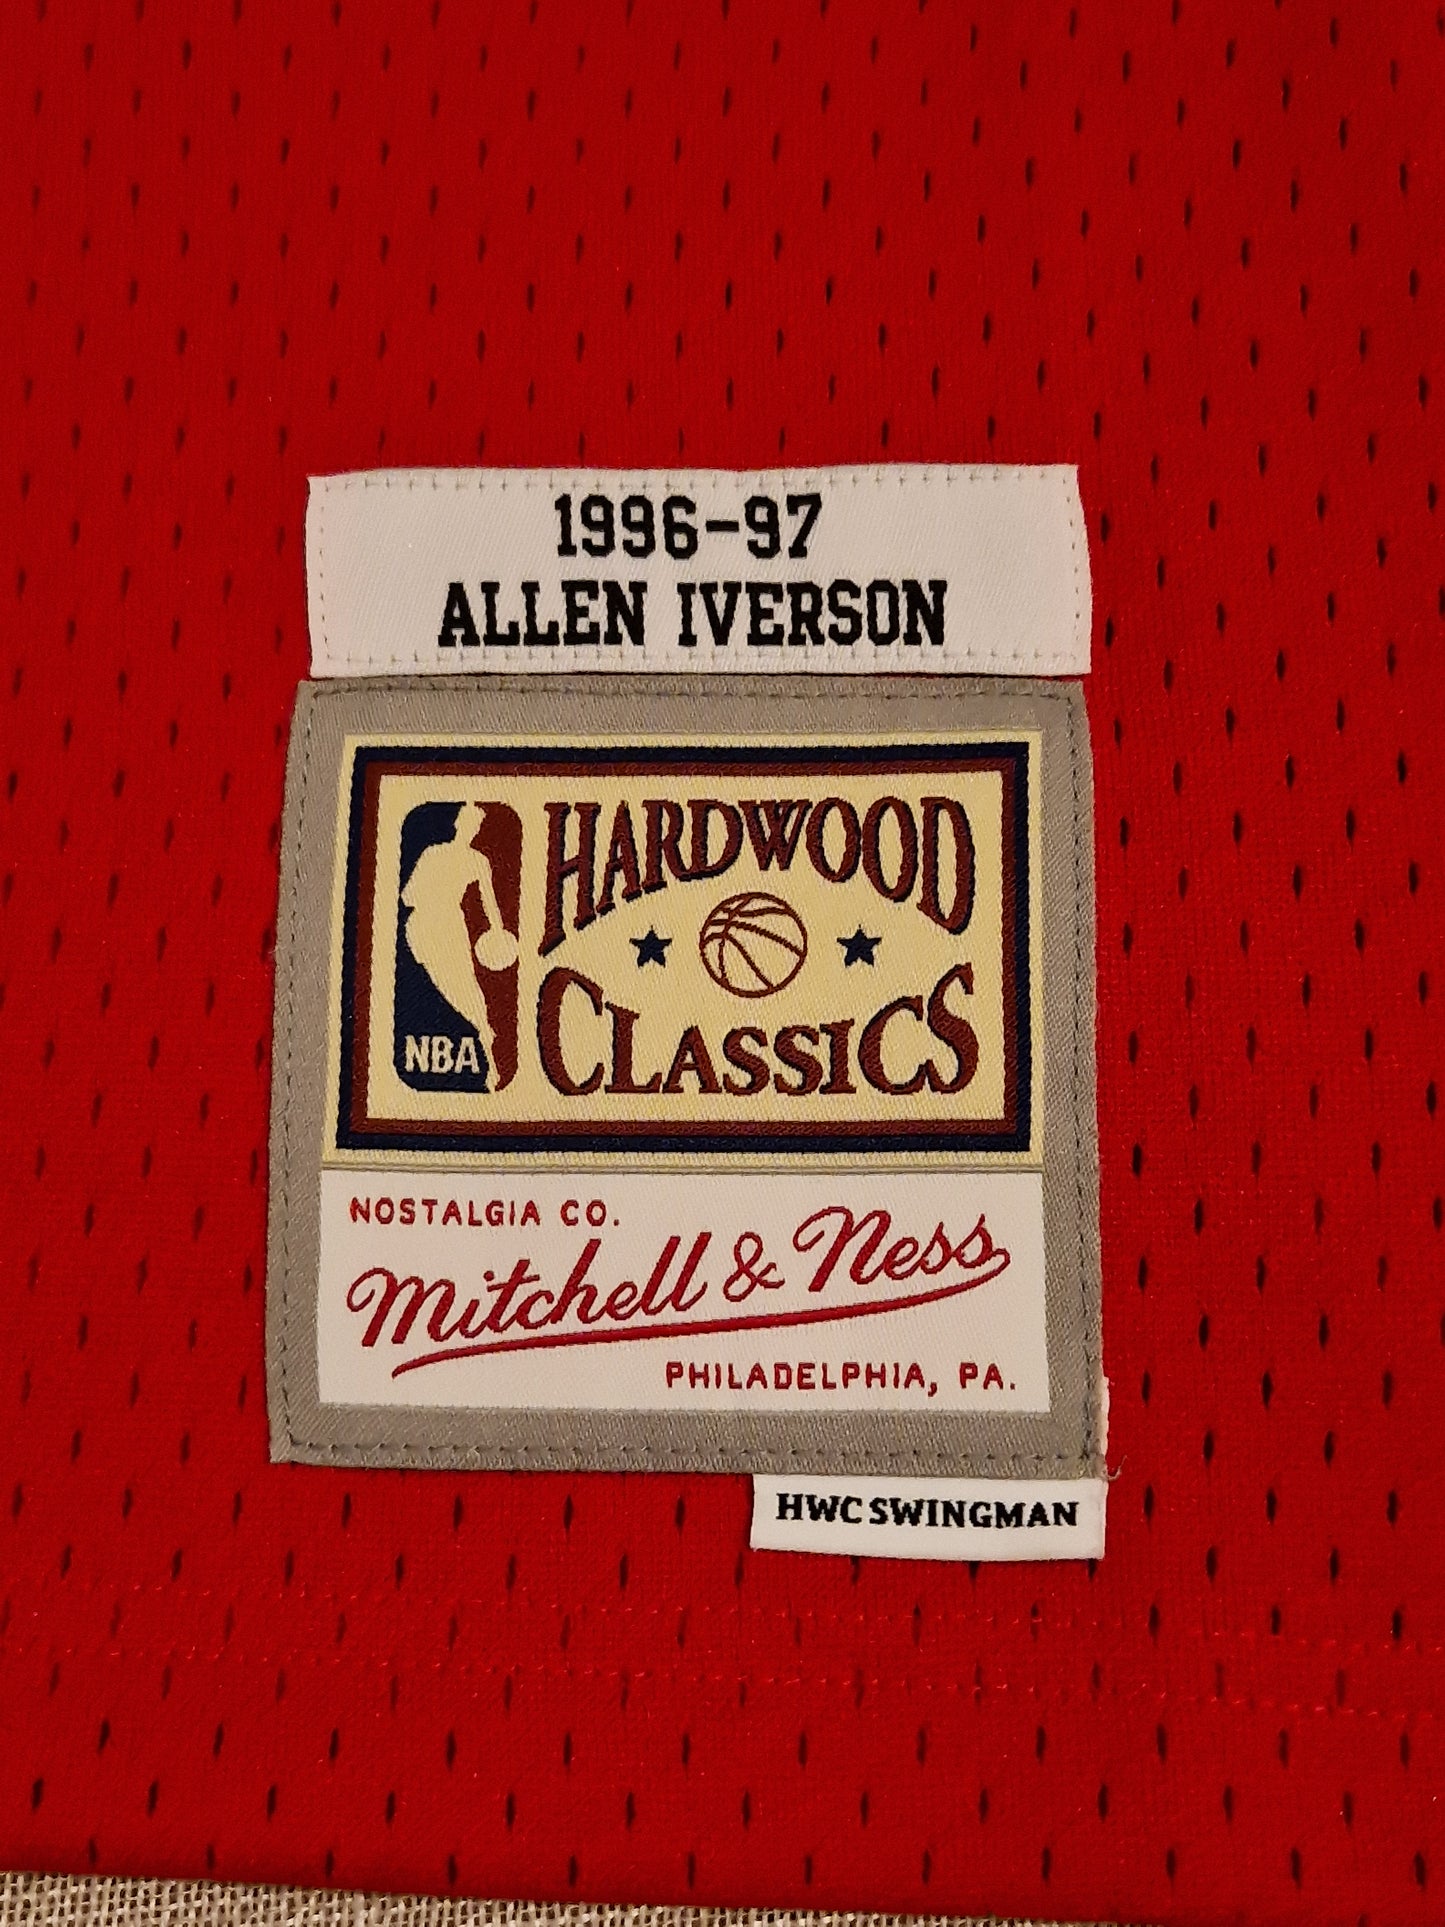 1996-97
ALLEN IVERSON
HARDWOOD
CLASSICS
NBA
NOSTALGIA CO.
Mitchell & Ness
PHILADELPHIA, PA.
HWC SWINGMAN